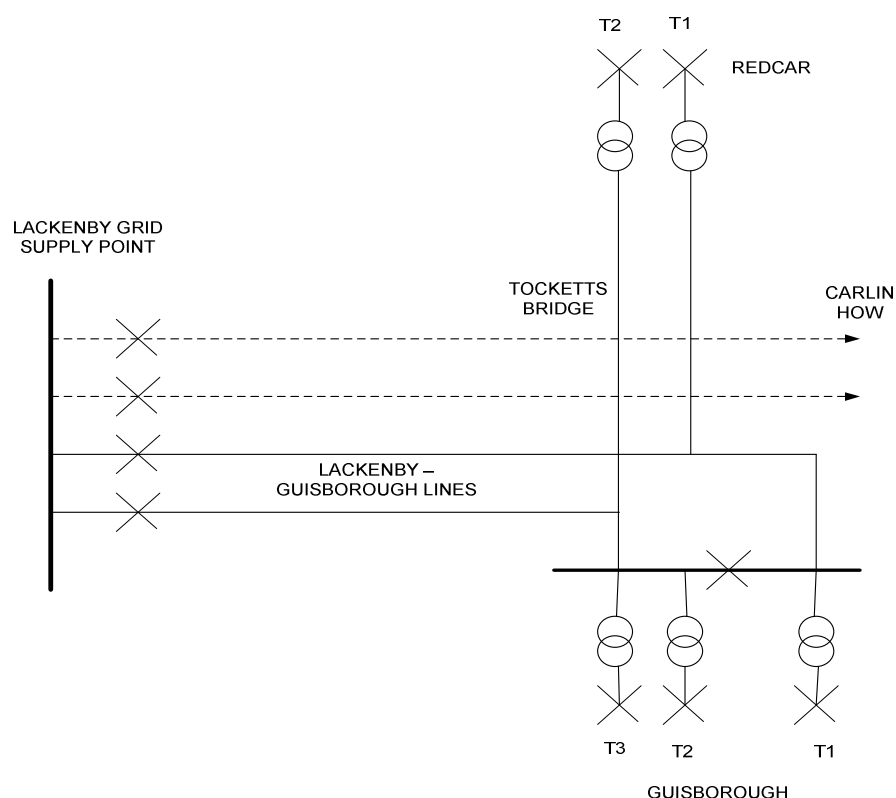 T2
T1
REDCAR
LACKENBY GRID
SUPPLY POINT
TOCKETTS
BRIDGE
CARLIN
HOW
LACKENBY –
GUISBOROUGH LINES
T3
T2
T1
GUISBOROUGH